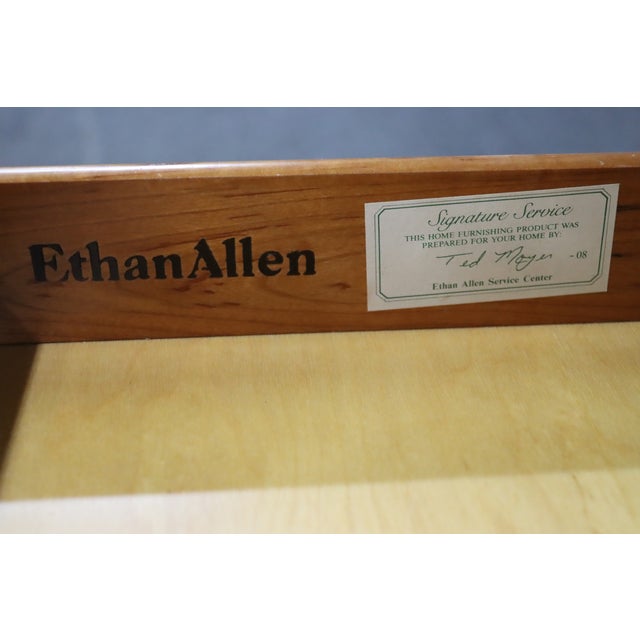 EthanAllen
Signature Service
THIS HOME FURNISHING PRODUCT WAS
PREPARED FOR YOUR HOME BY:
Ted Moyer - 08
Ethan Allen Service Center